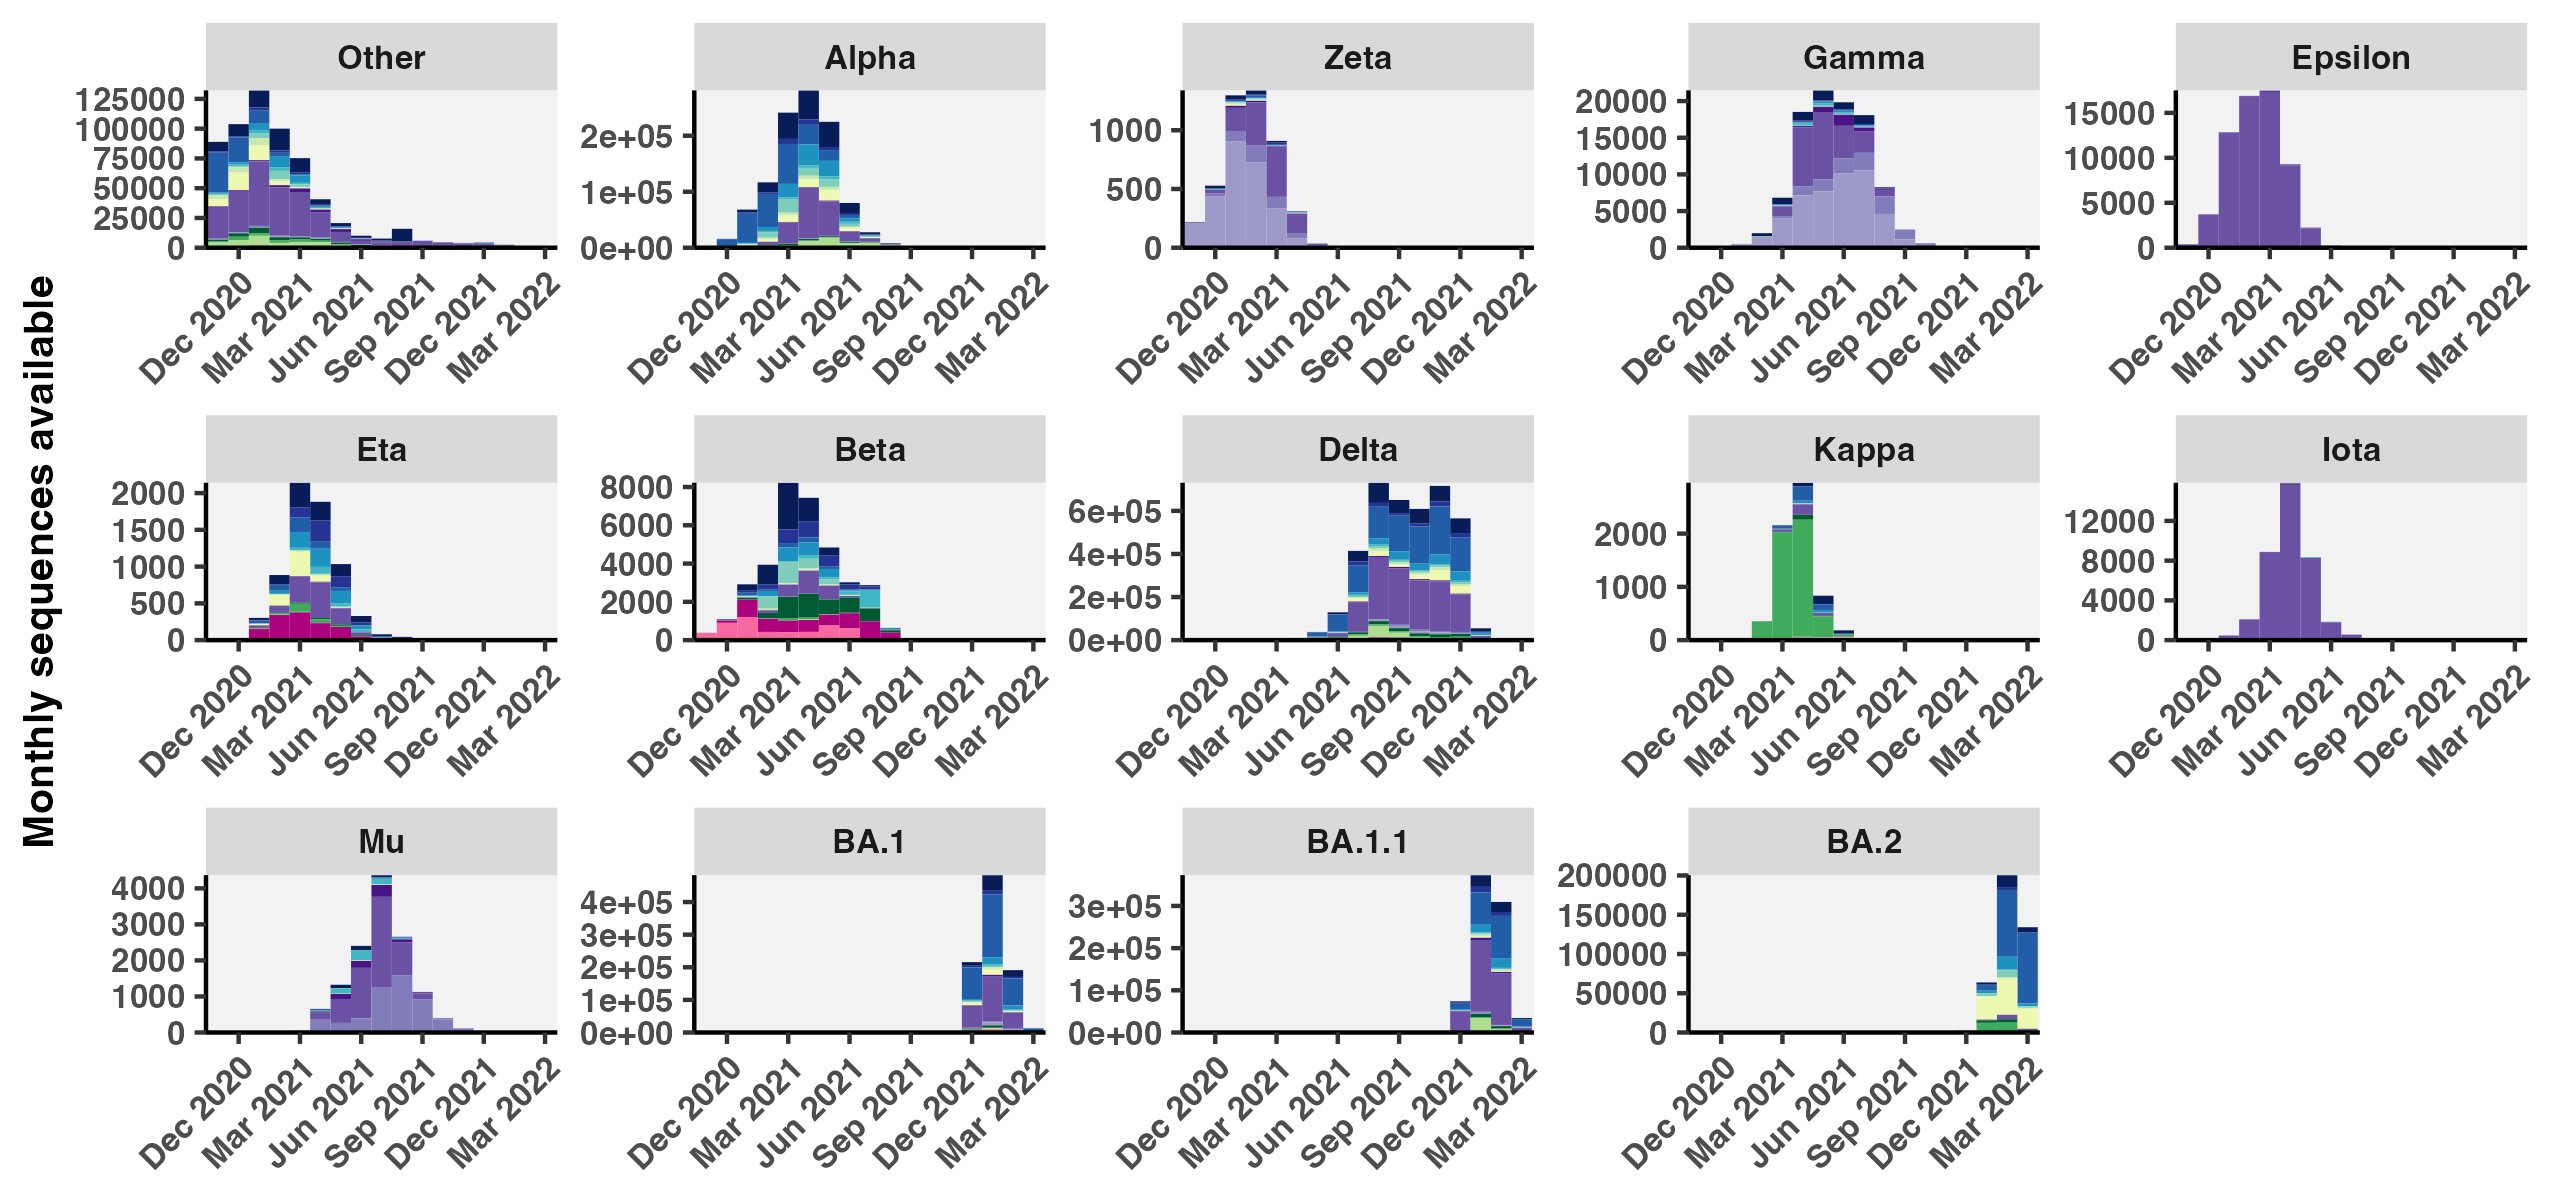 Monthly sequences available
Other
125000
100000
75000
50000
25000
0
Dec 2020
Mar 2021
Jun 2021
Sep 2021
Dec 2021
Mar 2022
Alpha
2e+05
1e+05
0e+00
Dec 2020
Mar 2021
Jun 2021
Sep 2021
Dec 2021
Mar 2022
Zeta
1000
500
0
Dec 2020
Mar 2021
Jun 2021
Sep 2021
Dec 2021
Mar 2022
Gamma
20000
15000
10000
5000
0
Dec 2020
Mar 2021
Jun 2021
Sep 2021
Dec 2021
Mar 2022
Epsilon
15000
10000
5000
0
Dec 2020
Mar 2021
Jun 2021
Sep 2021
Dec 2021
Mar 2022
Eta
2000
1500
1000
500
0
Dec 2020
Mar 2021
Jun 2021
Sep 2021
Dec 2021
Mar 2022
Beta
8000
6000
4000
2000
0
Dec 2020
Mar 2021
Jun 2021
Sep 2021
Dec 2021
Mar 2022
Delta
6e+05
4e+05
2e+05
0e+00
Dec 2020
Mar 2021
Jun 2021
Sep 2021
Dec 2021
Mar 2022
Kappa
2000
1000
0
Dec 2020
Mar 2021
Jun 2021
Sep 2021
Dec 2021
Mar 2022
Iota
12000
8000
4000
0
Dec 2020
Mar 2021
Jun 2021
Sep 2021
Dec 2021
Mar 2022
Mu
4000
3000
2000
1000
0
Dec 2020
Mar 2021
Jun 2021
Sep 2021
Dec 2021
Mar 2022
BA.1
4e+05
3e+05
2e+05
1e+05
0e+00
Dec 2020
Mar 2021
Jun 2021
Sep 2021
Dec 2021
Mar 2022
BA.1.1
3e+05
2e+05
1e+05
0e+00
Dec 2020
Mar 2021
Jun 2021
Sep 2021
Dec 2021
Mar 2022
BA.2
200000
150000
100000
50000
0
Dec 2020
Mar 2021
Jun 2021
Sep 2021
Dec 2021
Mar 2022